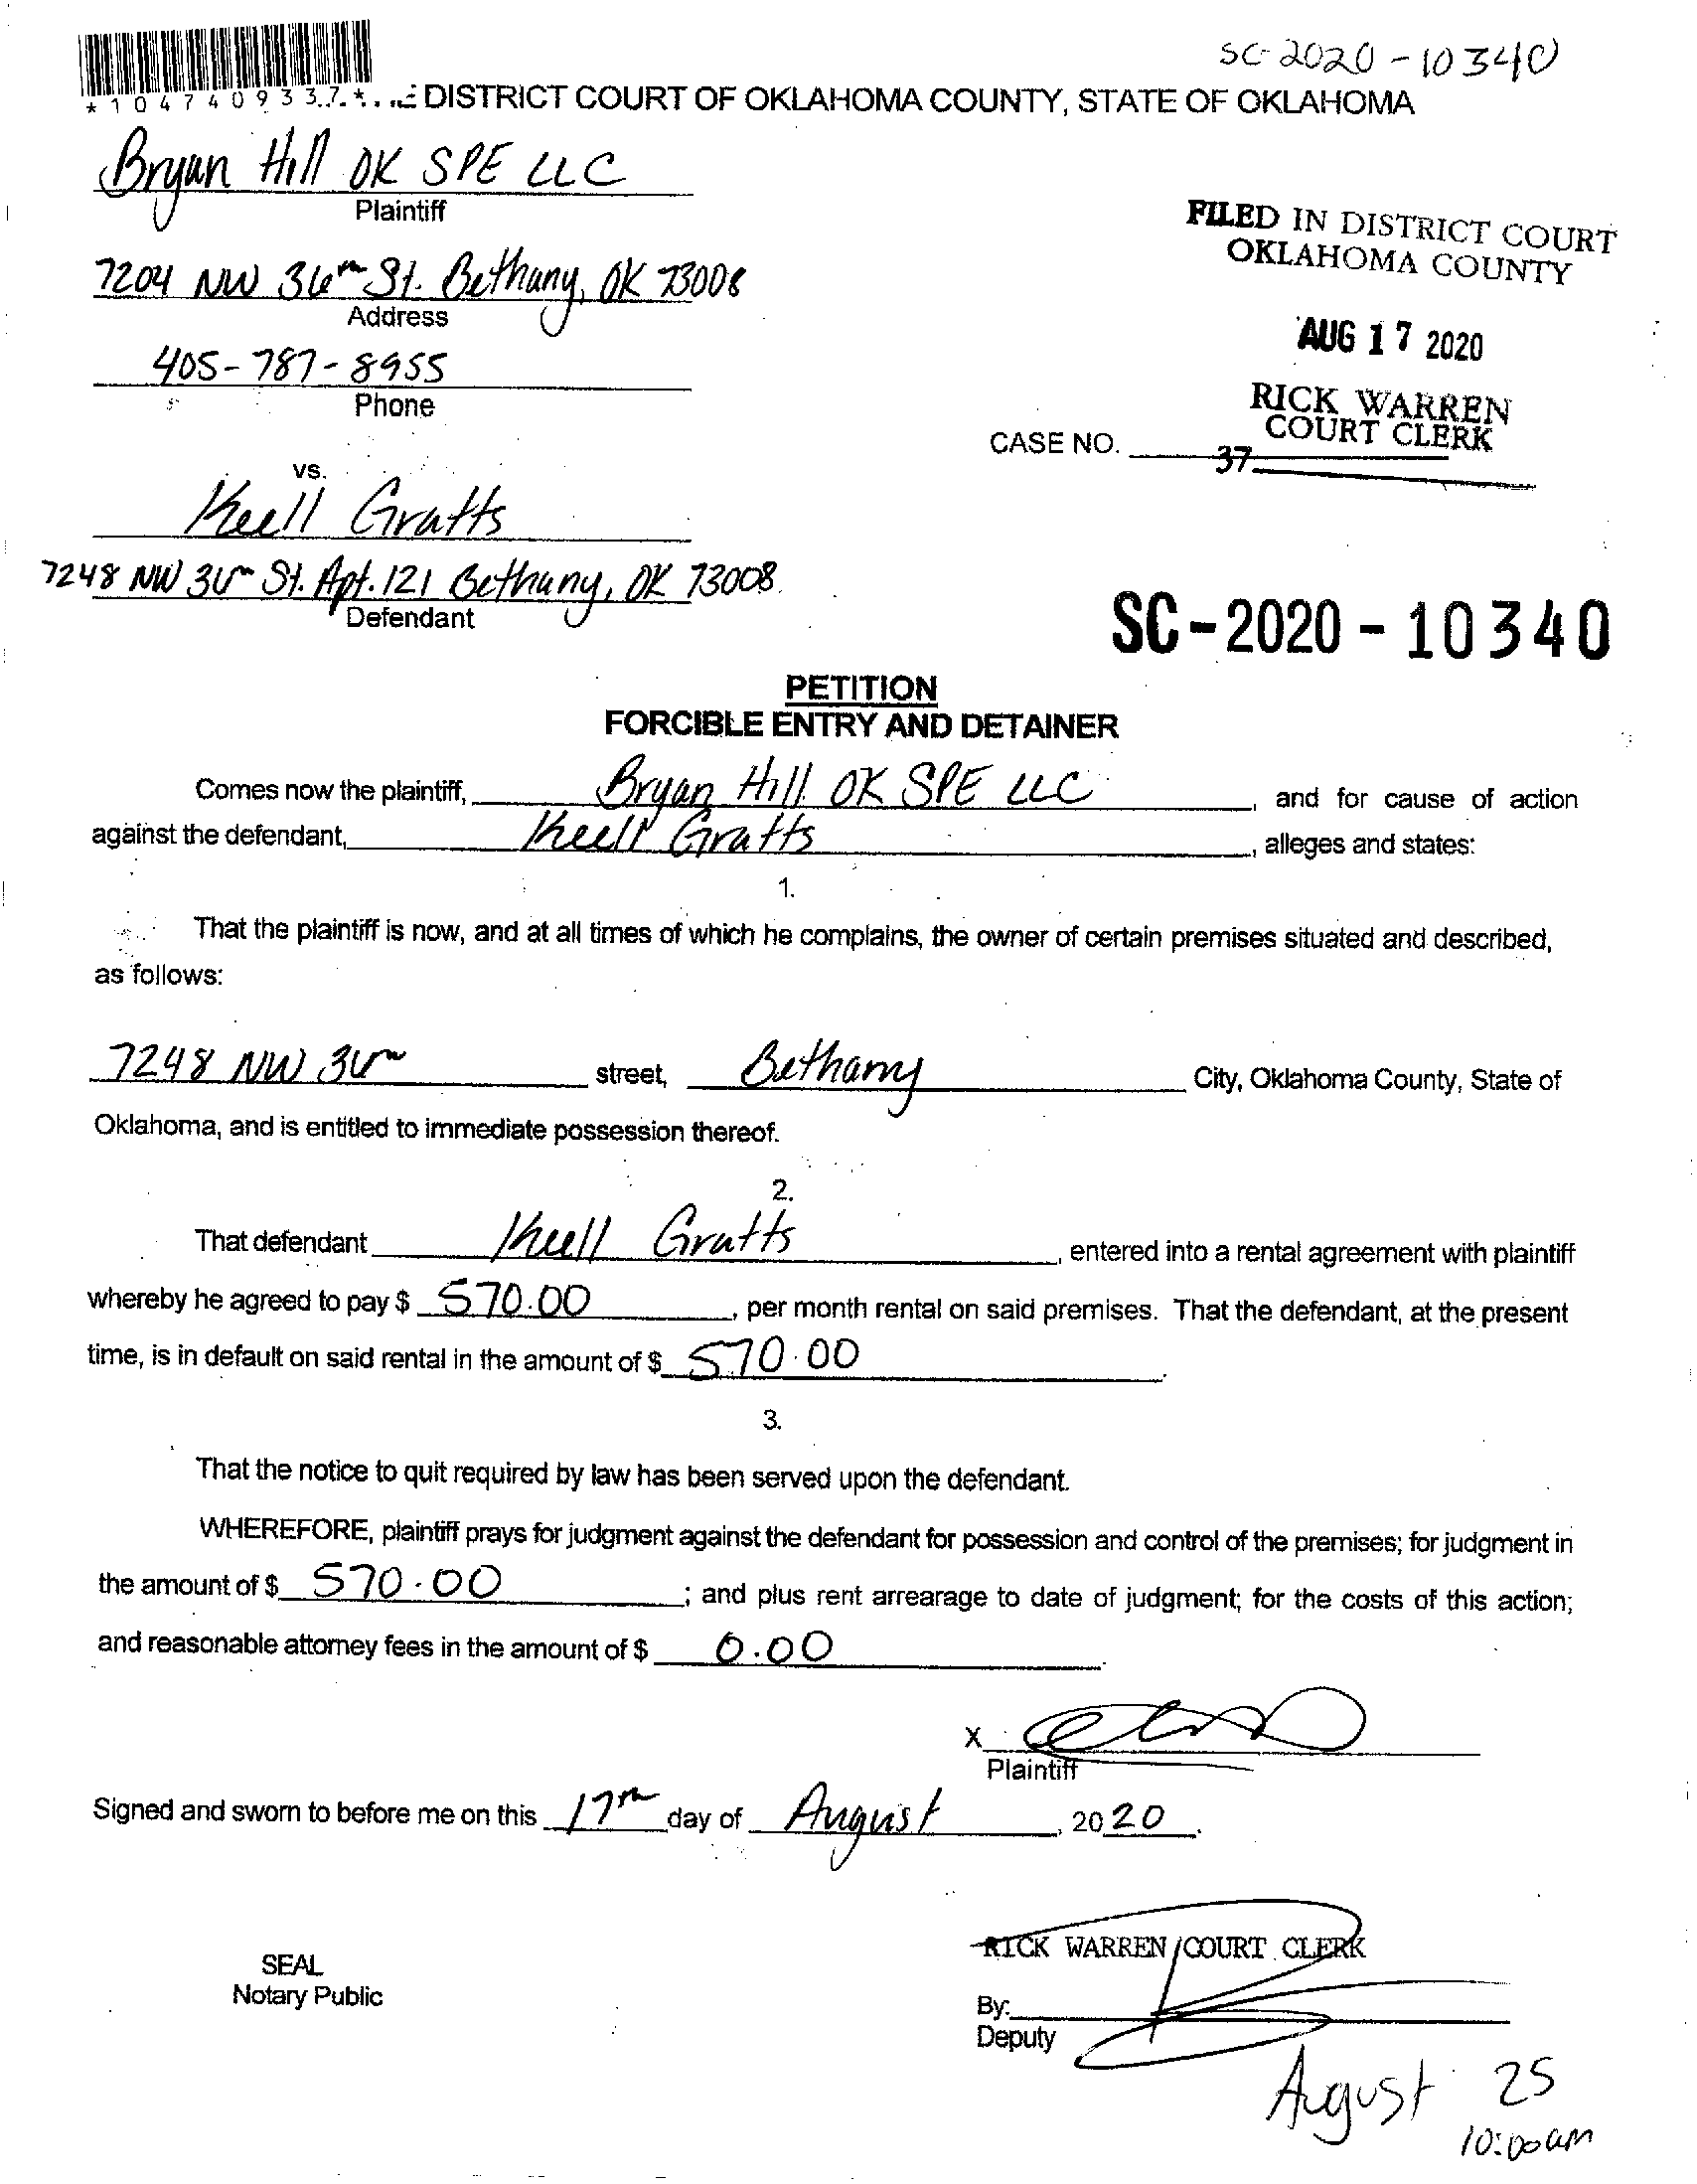 SC-2020-10340
*1047409337* DISTRICT COURT OF OKLAHOMA COUNTY, STATE OF OKLAHOMA
Bryan Hill OK SPE LLC
Plaintiff
7204 NW 36th St. Bethany, OK 73008
Address
405-787-8955
Phone
FILED IN DISTRICT COURT
OKLAHOMA COUNTY
AUG 17 2020
RICK WARREN
COURT CLERK
CASE NO.
37
vs.
Keell Gratts
7248 NW 36th St. Apt. 121 Bethany, OK 73008
Defendant
SC-2020-10340
PETITION
FORCIBLE ENTRY AND DETAINER
Comes now the plaintiff, Bryan Hill OK SPE LLC, and for cause of action
against the defendant, Keell Gratts, alleges and states:
1.
That the plaintiff is now, and at all times of which he complains, the owner of certain premises situated and described,
as follows:
7248 NW 36th street, Bethany City, Oklahoma County, State of
Oklahoma, and is entitled to immediate possession thereof.
2.
That defendant Keell Gratts, entered into a rental agreement with plaintiff
whereby he agreed to pay $ 570.00, per month rental on said premises. That the defendant, at the present
time, is in default on said rental in the amount of $ 570.00.
3.
That the notice to quit required by law has been served upon the defendant.
WHEREFORE, plaintiff prays for judgment against the defendant for possession and control of the premises; for judgment in
the amount of $ 570.00; and plus rent arrearage to date of judgment; for the costs of this action;
and reasonable attorney fees in the amount of $ 0.00.
X
Plaintiff
Signed and sworn to before me on this 17th day of August, 2020.
RICK WARREN COURT CLERK
SEAL
Notary Public
By:
Deputy
August 25
10:00am